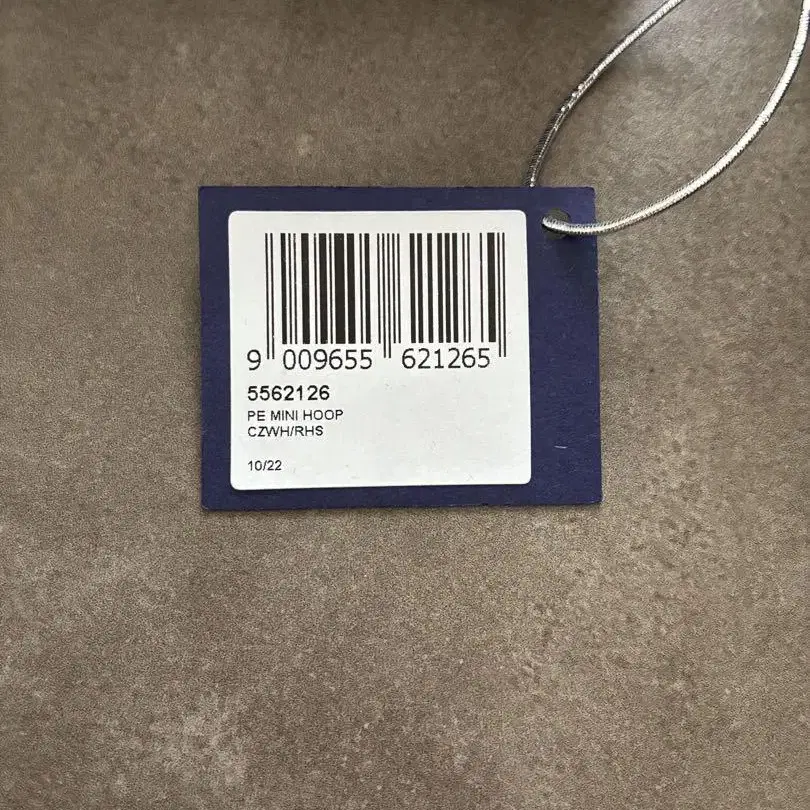 9 009655 621265
5562126
PE MINI HOOP
CZWH/RHS
10/22